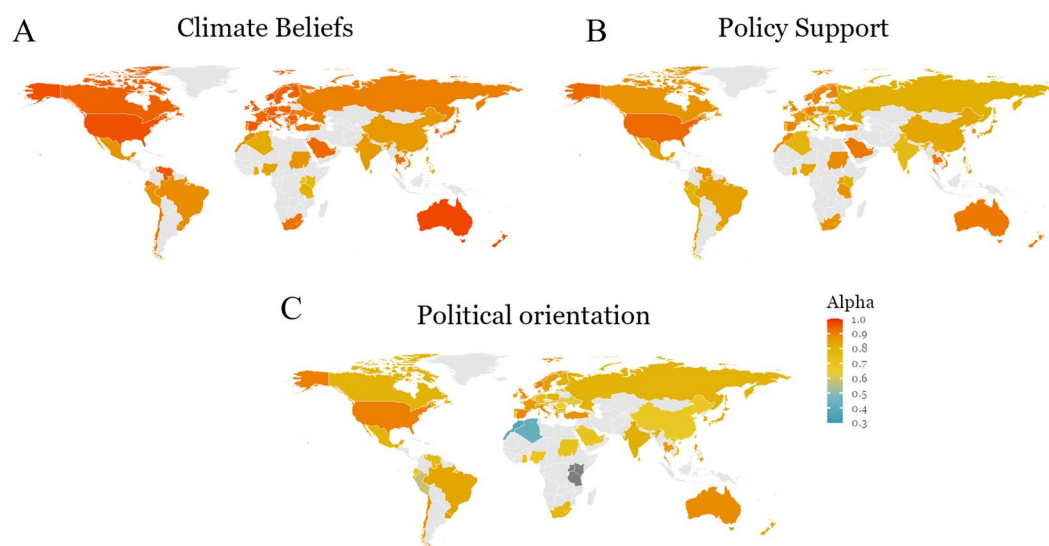 A
Climate Beliefs
B
Policy Support
C
Political orientation
Alpha
1.0
0.9
0.8
0.7
0.6
0.5
0.4
0.3